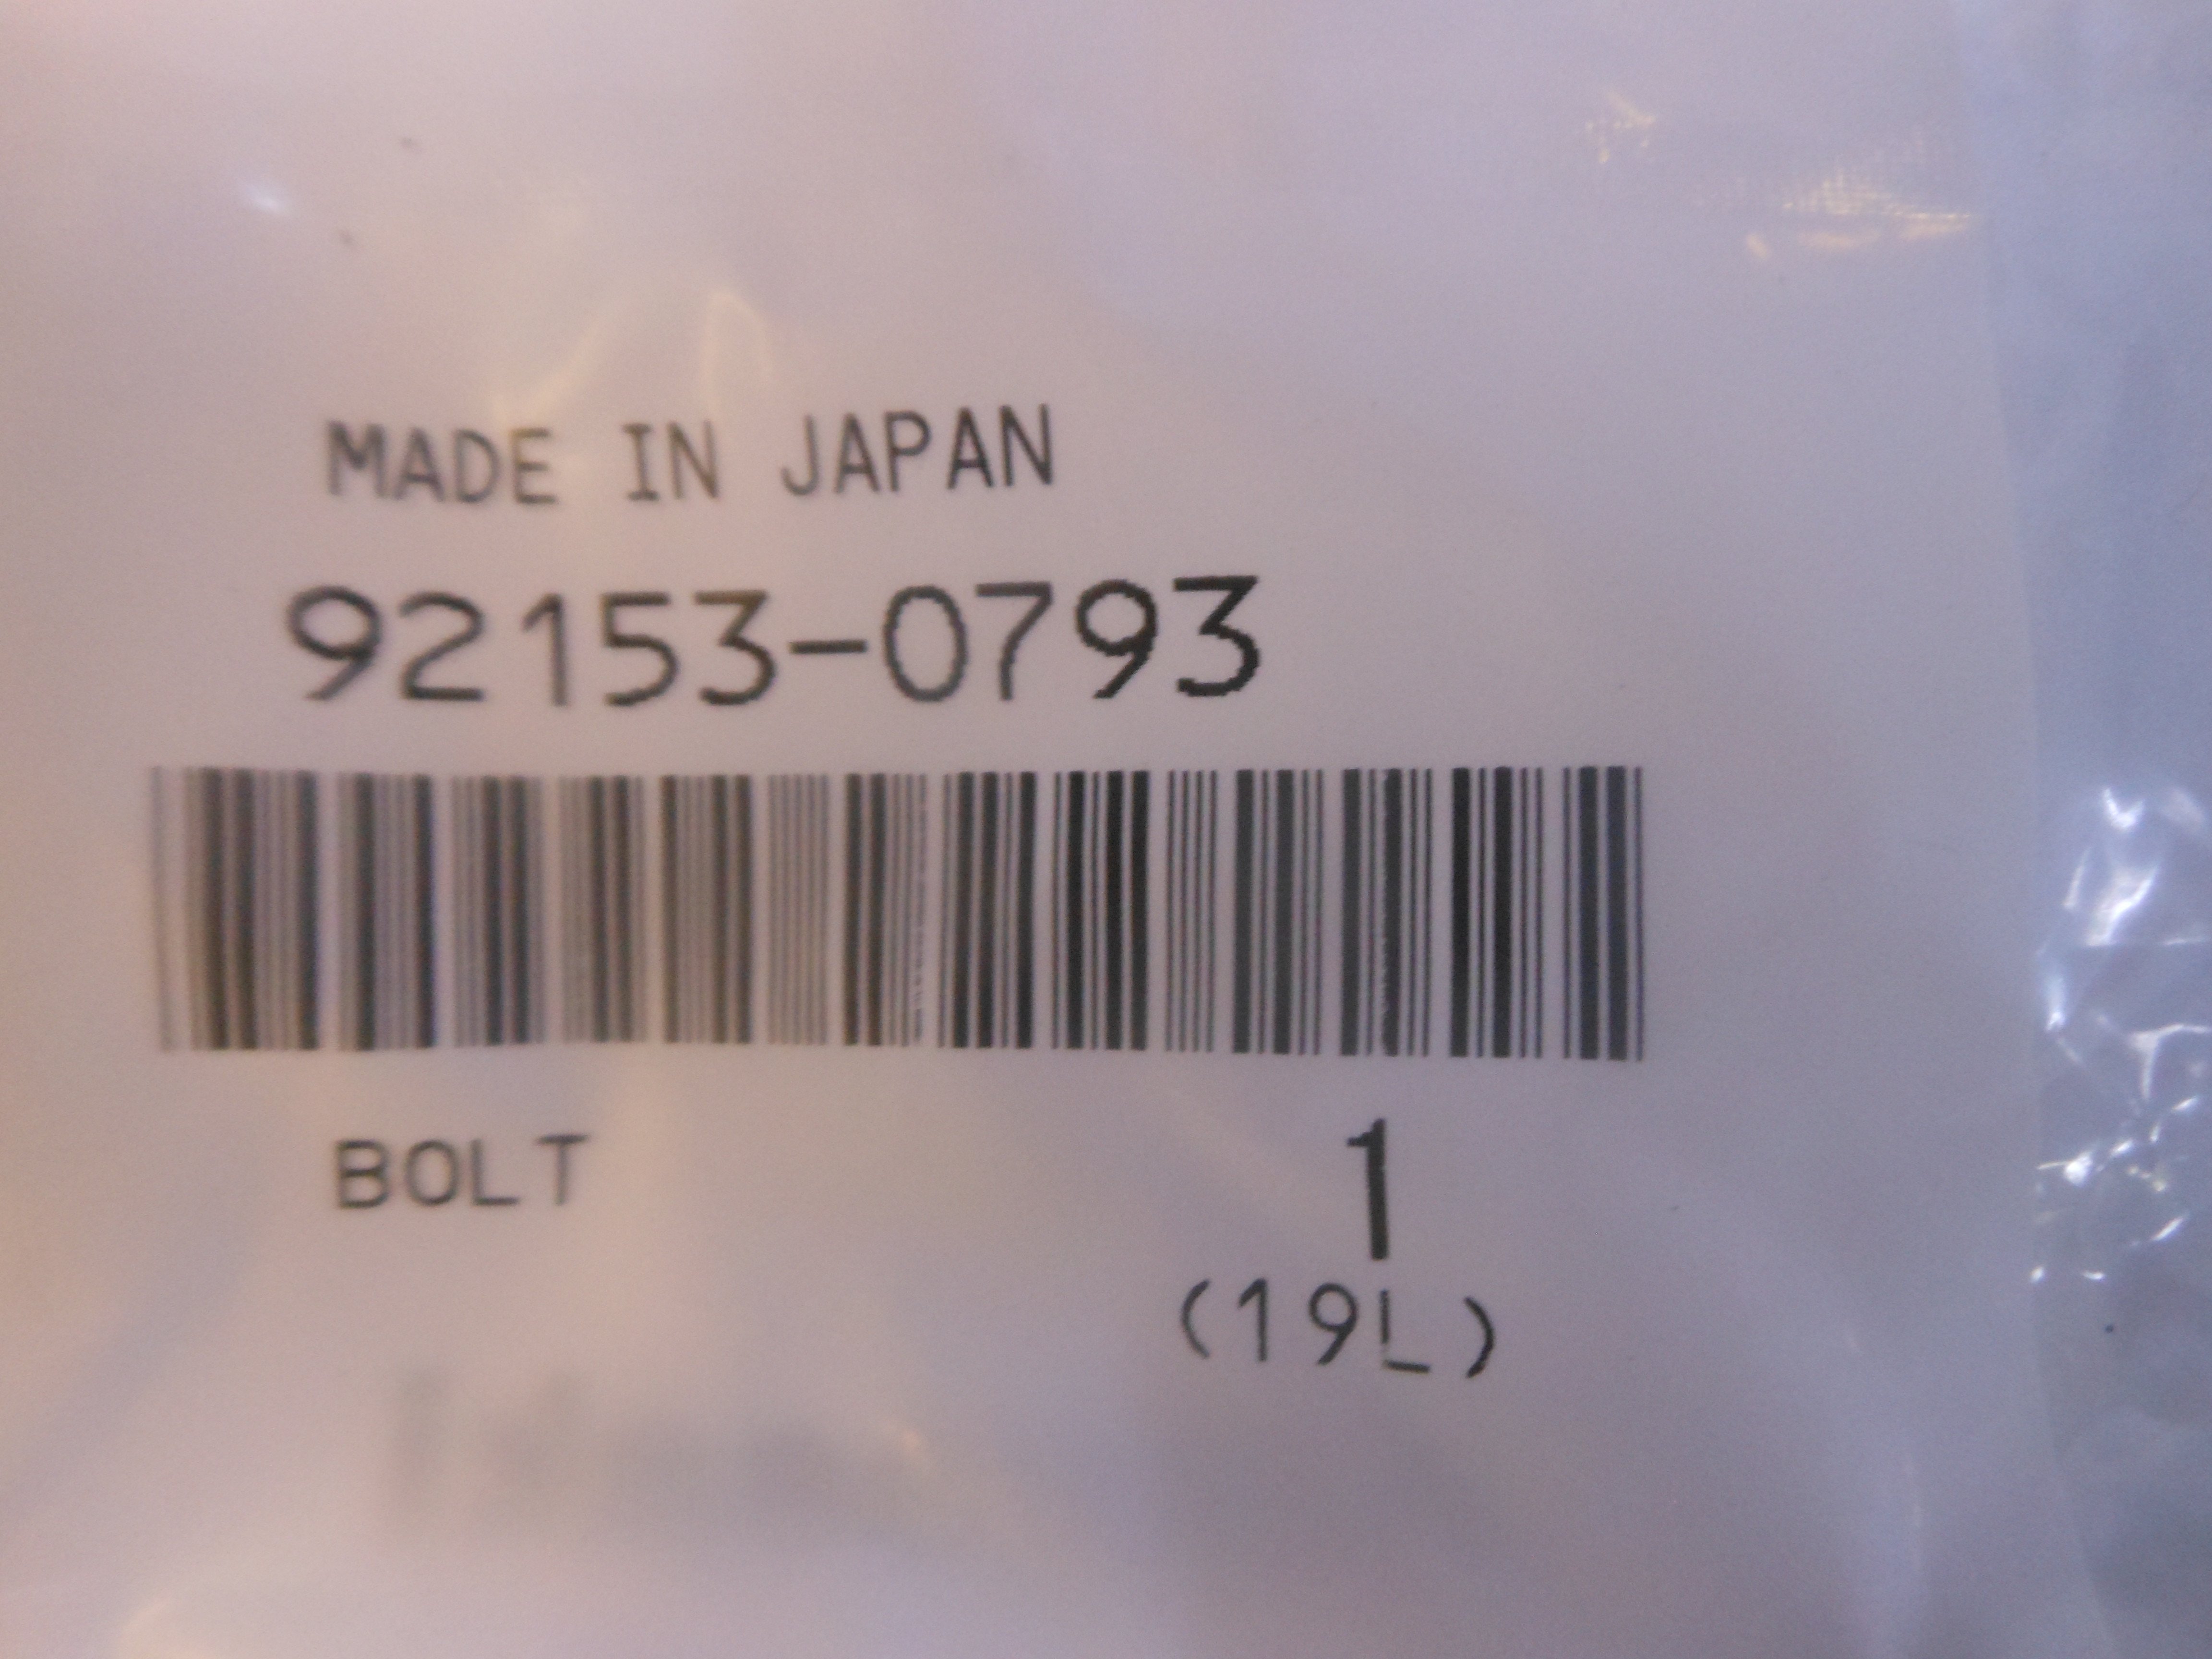 MADE IN JAPAN
92153-0793
BOLT
1
(19L)